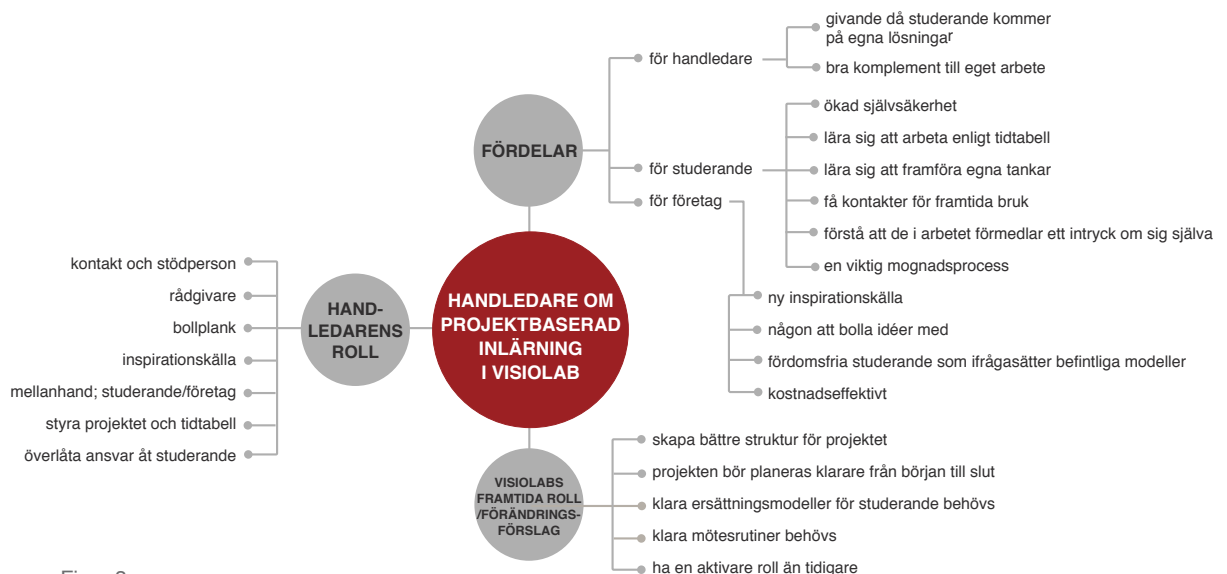 givande då studerande kommer
på egna lösningar
för handledare
bra komplement till eget arbete
FÖRDELAR
ökad självsäkerhet
lära sig att arbeta enligt tidtabell
för studerande
lära sig att framföra egna tankar
för företag
få kontakter för framtida bruk
förstå att de i arbetet förmedlar ett intryck om sig själva
en viktig mognadsprocess
ny inspirationskälla
någon att bolla idéer med
fördomsfria studerande som ifrågasätter befintliga modeller
kostnadseffektivt
HANDLEDARE OM
PROJEKTBASERAD
INLÄRNING
I VISIOLAB
HAND-
LEDARENS
ROLL
kontakt och stödperson
rådgivare
bollplank
inspirationskälla
mellanhand; studerande/företag
styra projektet och tidtabell
överlåta ansvar åt studerande
VISIOLABS
FRAMTIDA ROLL
/FÖRÄNDRINGS-
FÖRSLAG
skapa bättre struktur för projektet
projekten bör planeras klarare från början till slut
klara ersättningsmodeller för studerande behövs
klara mötesrutiner behövs
ha en aktivare roll än tidigare